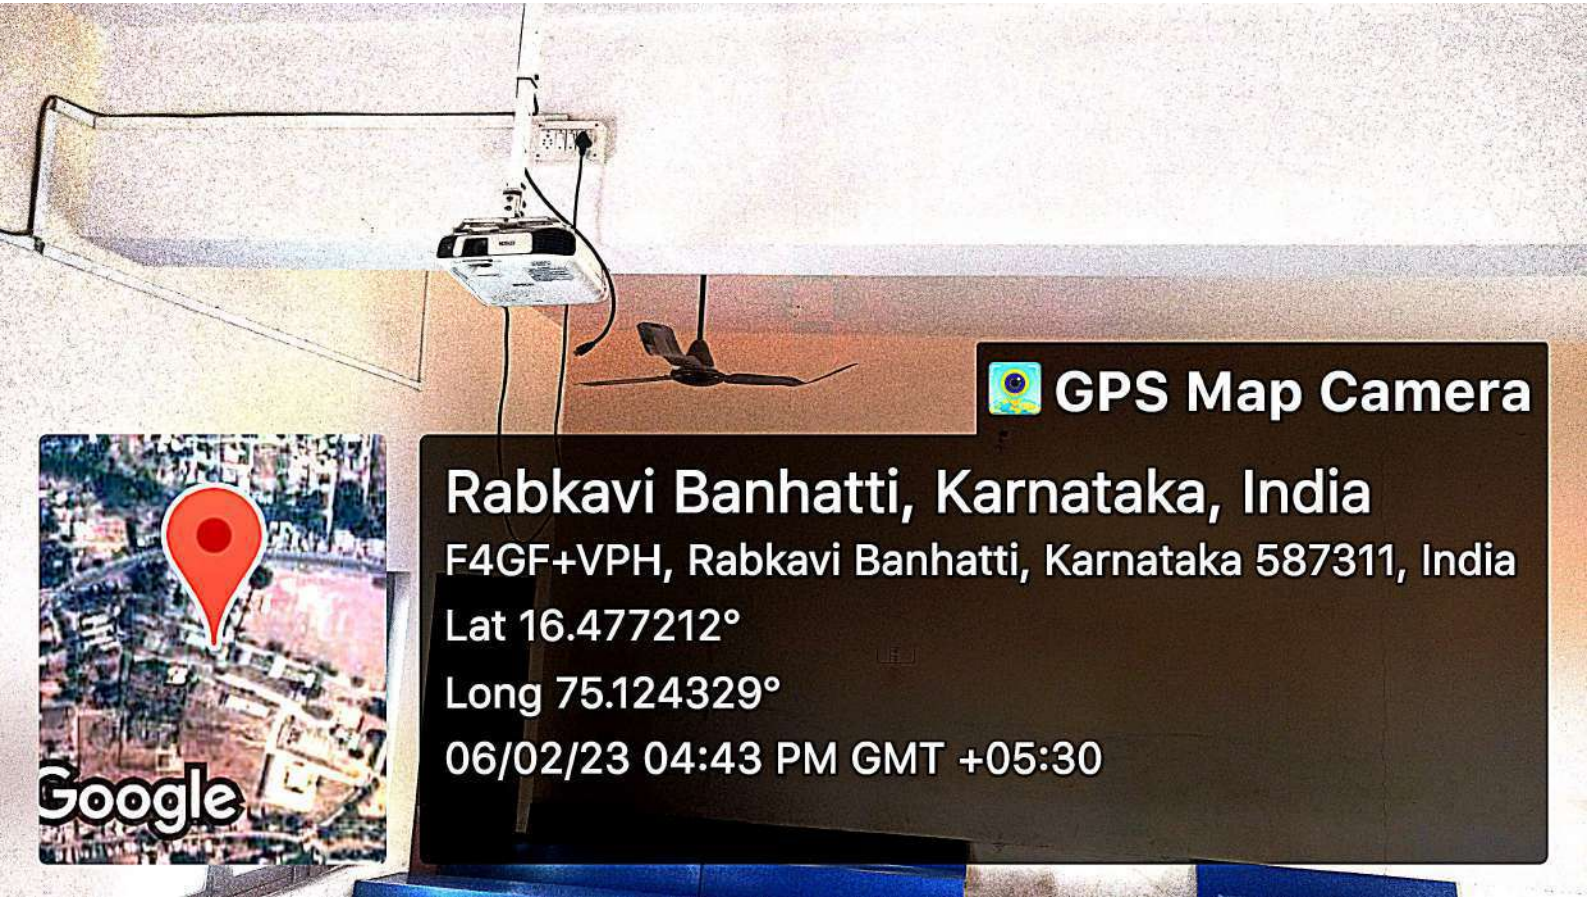 GPS Map Camera
Rabkavi Banhatti, Karnataka, India
F4GF+VPH, Rabkavi Banhatti, Karnataka 587311, India
Lat 16.477212°
Long 75.124329°
06/02/23 04:43 PM GMT +05:30
Google